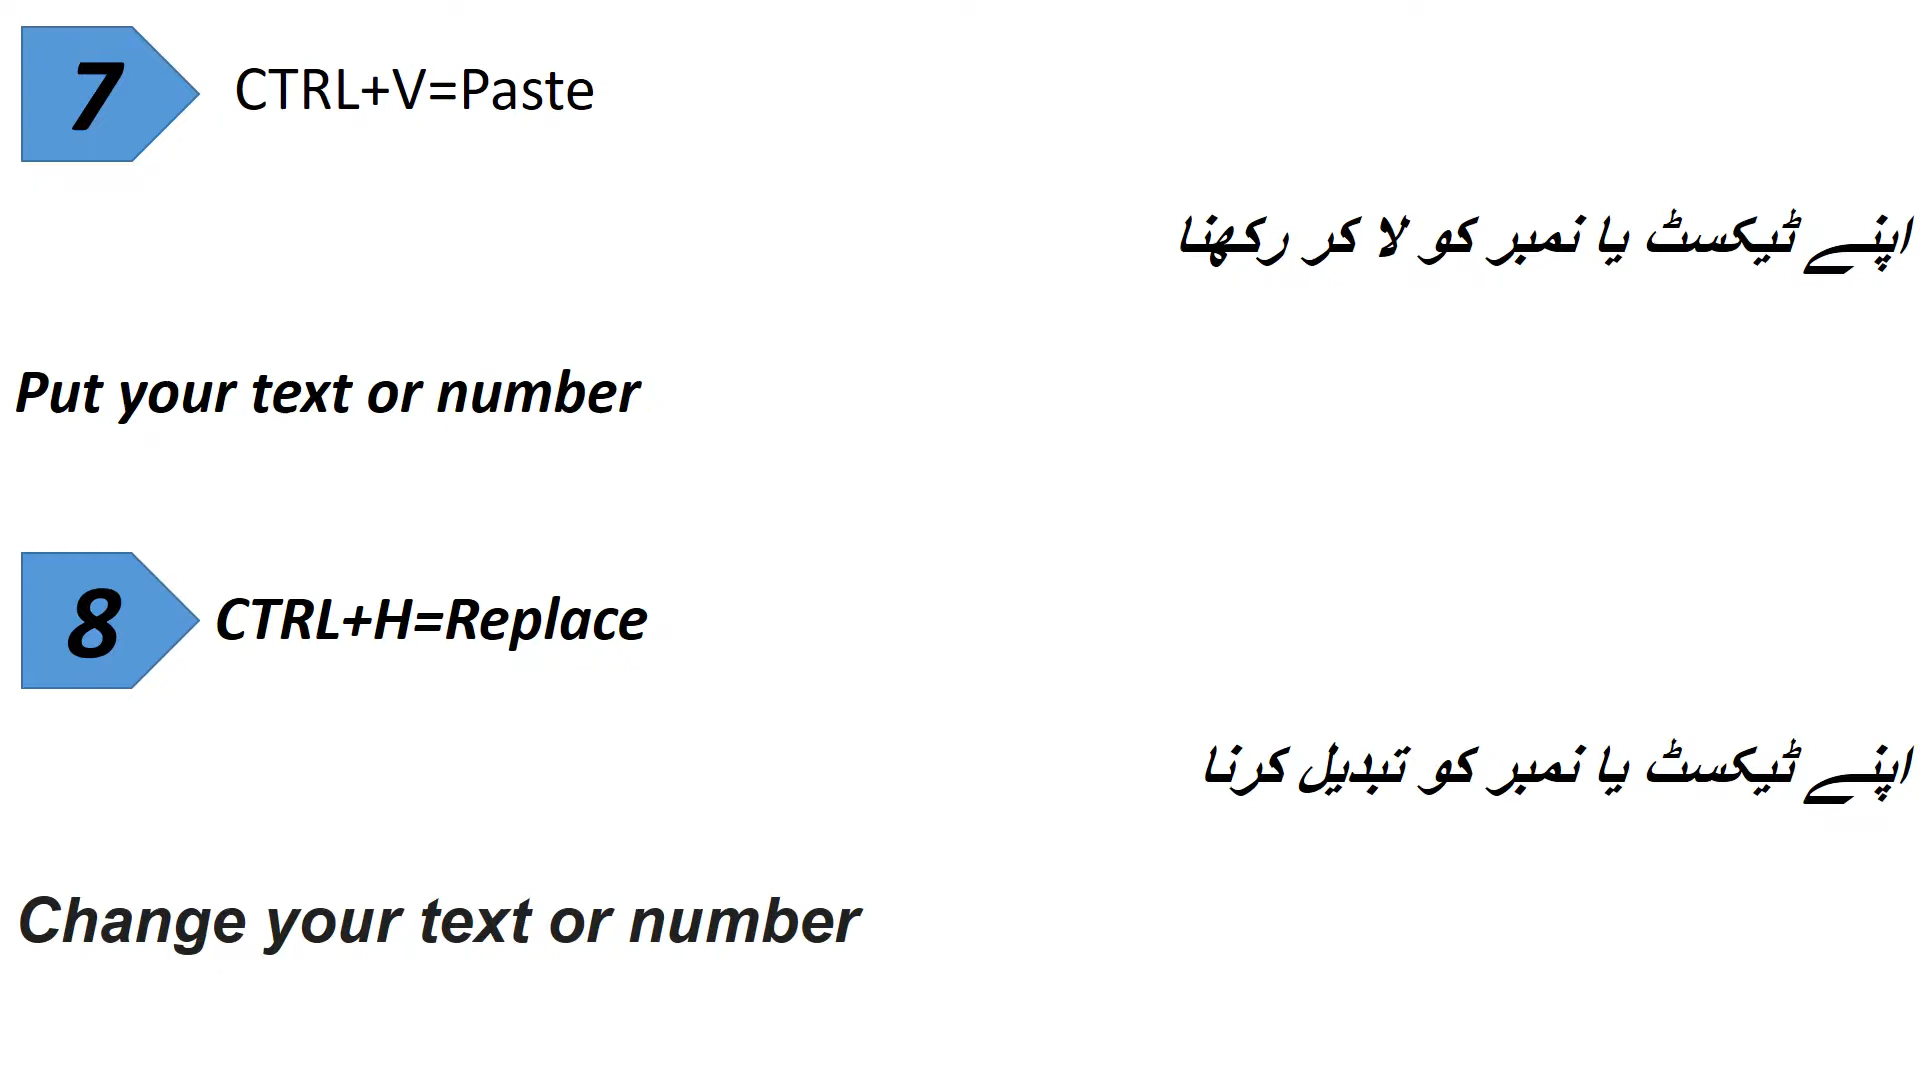 7
CTRL+V=Paste
اپنے ٹیکسٹ یا نمبر کو لا کر رکھنا
Put your text or number
8
CTRL+H=Replace
اپنے ٹیکسٹ یا نمبر کو تبدیل کرنا
Change your text or number